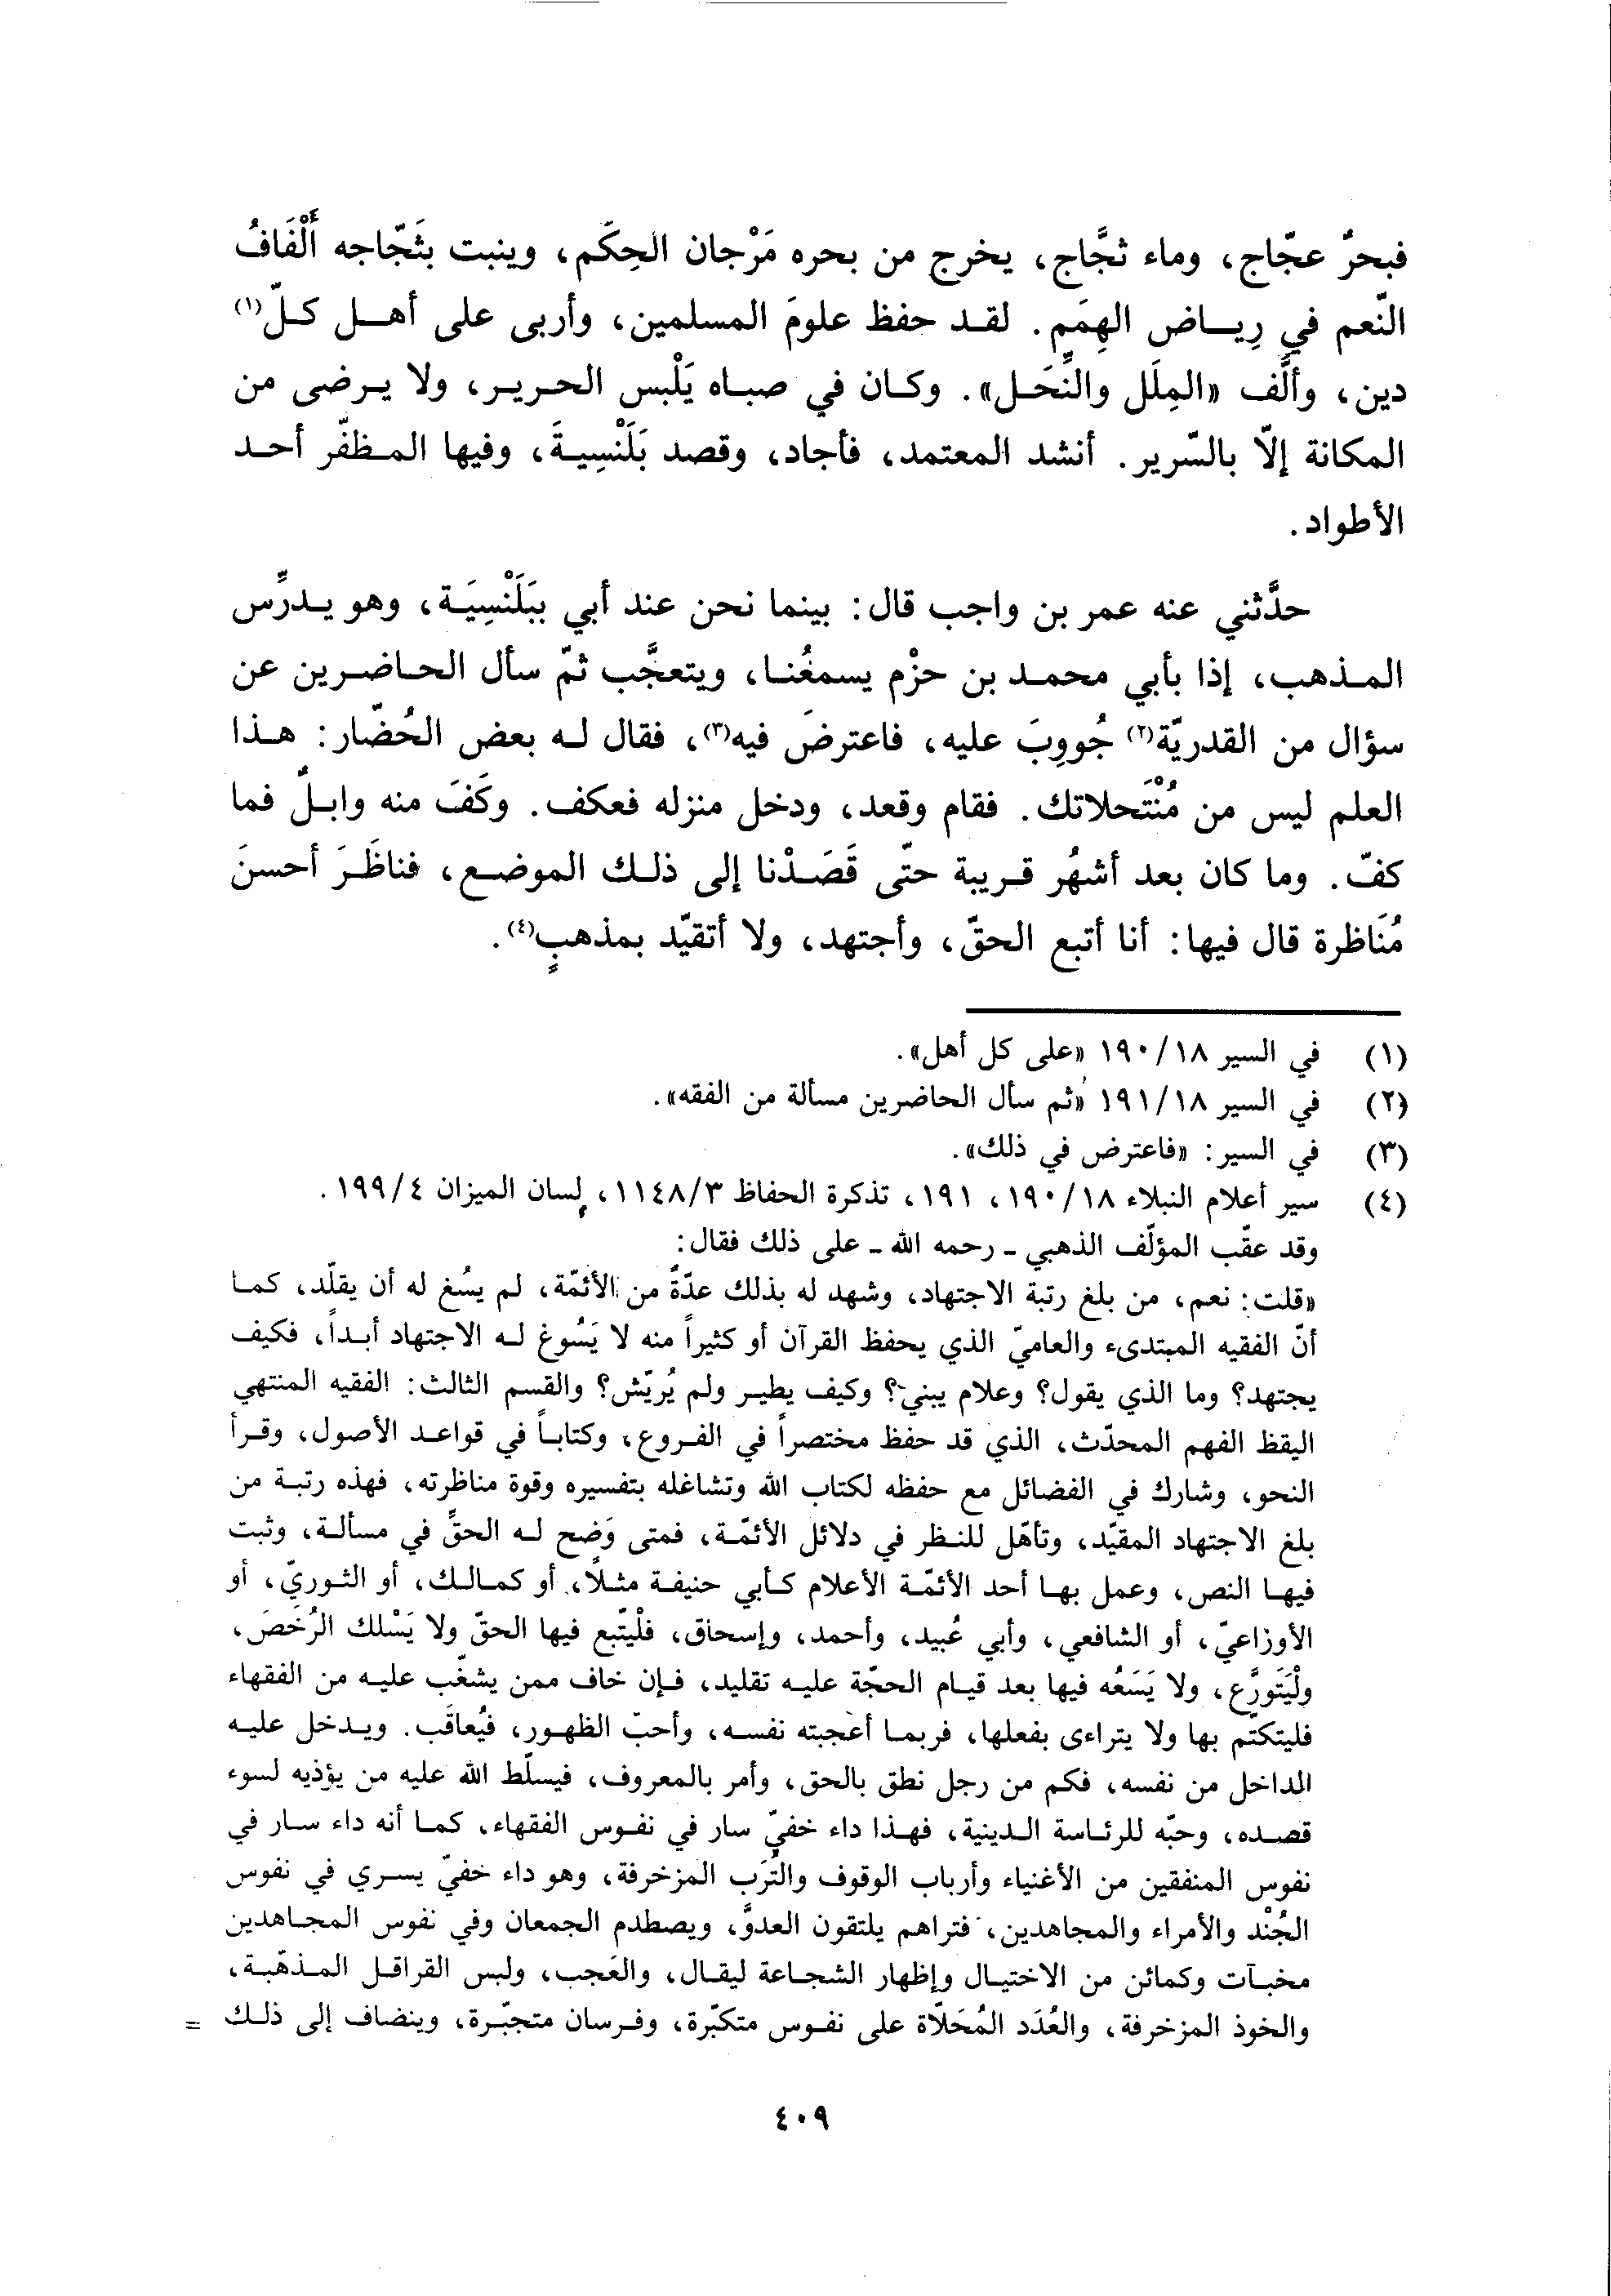 فبحرٌ عجّاج، وماء ثجَّاج، يخرج من بحره مَرْجان الحِكَم، وينبت بثَجّاجه أَلْفَافُ
النّعم في رِيـاض الهِمَم. لقـد حفظ علومَ المسلمين، وأربى على أهـل كـلّ(١)
دين، وألَّف «المِلَل والنِّحَـل». وكـان في صبـاه يَلْبس الحريـر، ولا يـرضى من
المكانة إلاّ بالسّرير. أنشد المعتمد، فأجاد، وقصد بَلَنْسِيـةَ، وفيها المـظفّر أحـد
الأطواد.
حدَّثني عنه عمر بن واجب قال: بينما نحن عند أبي ببَلَنْسِيَـة، وهو يـدرِّس
المـذهب، إذا بأبي محمـد بن حزْم يسمعُنـا، ويتعجَّب ثمّ سأل الحـاضـرين عن
سؤال من القدريّة(٢) جُووِبَ عليه، فاعترضَ فيه(٣)، فقال لـه بعض الحُضّار: هـذا
العلم ليس من مُنْتَحلاتك. فقام وقعد، ودخل منزله فعكف. وكَفَ منه وابـلٌ فما
كفّ. وما كان بعد أشهُر قـريبة حتّى قَصَـدْنا إلى ذلـك الموضـع، فناظَـرَ أحسنَ
مُنَاظرة قال فيها: أنا أتبع الحقّ، وأجتهد، ولا أتقيّد بمذهبٍ(٤).
(١) في السير ١٨/ ١٩٠ «على كل أهل».
(٢) في السير ١٨/ ١٩١ «ثم سأل الحاضرين مسألة من الفقه».
(٣) في السير: «فاعترض في ذلك».
(٤) سير أعلام النبلاء ١٨/ ١٩٠، ١٩١، تذكرة الحفاظ ٣/ ١١٤٨، لسان الميزان ٤/ ١٩٩.
وقد عقّب المؤلّف الذهبي ـ رحمه الله ـ على ذلك فقال:
«قلت: نعم، من بلغ رتبة الاجتهاد، وشهد له بذلك عدّةٌ من الأئمّة، لم يسُغ له أن يقلّد، كمـا
أنّ الفقيه المبتدىء والعاميّ الذي يحفظ القرآن أو كثيراً منه لا يَسُوغ لـه الاجتهاد أبـداً، فكيف
يجتهد؟ وما الذي يقول؟ وعلام يبني؟ وكيف يطيـر ولم يُريّش؟ والقسم الثالث: الفقيه المنتهي
اليقظ الفهم المحدّث، الذي قد حفظ مختصراً في الفـروع، وكتابـاً في قواعـد الأصول، وقـرأ
النحو، وشارك في الفضائل مع حفظه لكتاب الله وتشاغله بتفسيره وقوة مناظرته، فهذه رتبـة من
بلغ الاجتهاد المقيّد، وتأهّل للنـظر في دلائل الأئمّـة، فمتى وَضح لـه الحقّ في مسألـة، وثبت
فيهـا النص، وعمل بهـا أحد الأئمّـة الأعلام كـأبي حنيفـة مثـلًا، أو كمـالـك، أو الثـوريّ، أو
الأوزاعيّ، أو الشافعي، وأبي عُبيد، وأحمد، وإسحاق، فلْيتّبع فيها الحقّ ولا يَسْلك الرُخَصَ،
ولْيَتَورَّع، ولا يَسَعُه فيها بعد قيـام الحجّة عليـه تقليد، فـإن خاف ممن يشغّب عليـه من الفقهاء
فليتكتّم بها ولا يتراءى بفعلها، فربمـا أعجبته نفسـه، وأحبّ الظهور، فيُعاقَب. ويـدخل عليـه
الداخل من نفسه، فكم من رجل نطق بالحق، وأمر بالمعروف، فيسلّط الله عليه من يؤذيه لسوء
قصـده، وحبّه للرئـاسة الـدينية، فهـذا داء خفيّ سار في نفـوس الفقهاء، كمـا أنه داء سـار في
نفوس المنفقين من الأغنياء وأرباب الوقوف والتُرَب المزخرفة، وهو داء خفيّ يسـري في نفوس
الجُنْد والأمراء والمجاهدين، فتراهم يلتقون العدوَّ، ويصطدم الجمعان وفي نفوس المجـاهدين
مخبـآت وكمائن من الاختيـال وإظهار الشجـاعة ليقـال، والعَجب، ولبس القراقـل المـذهّبـة،
والخوذ المزخرفة، والعُدَد المُحَلاّة على نفـوس متكبّرة، وفـرسان متجبّـرة، وينضاف إلى ذلـك =
٤٠٩